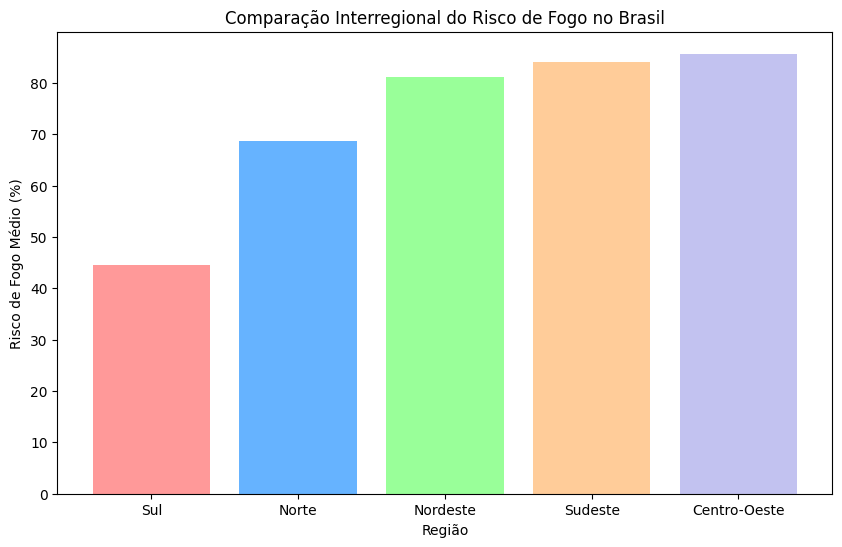 Comparação Interregional do Risco de Fogo no Brasil
Risco de Fogo Médio (%)
80
70
60
50
40
30
20
10
0
Sul
Norte
Nordeste
Sudeste
Centro-Oeste
Região